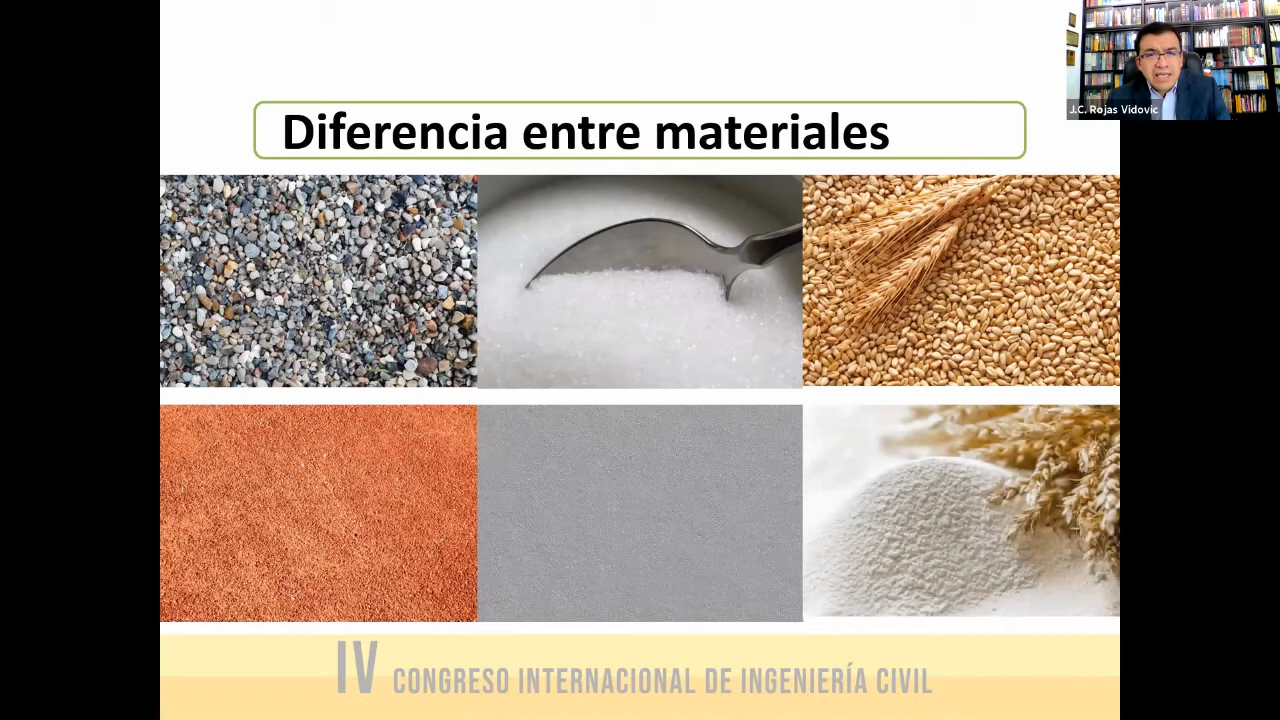 J.C. Rojas Vidovic
Diferencia entre materiales
IV CONGRESO INTERNACIONAL DE INGENIERÍA CIVIL